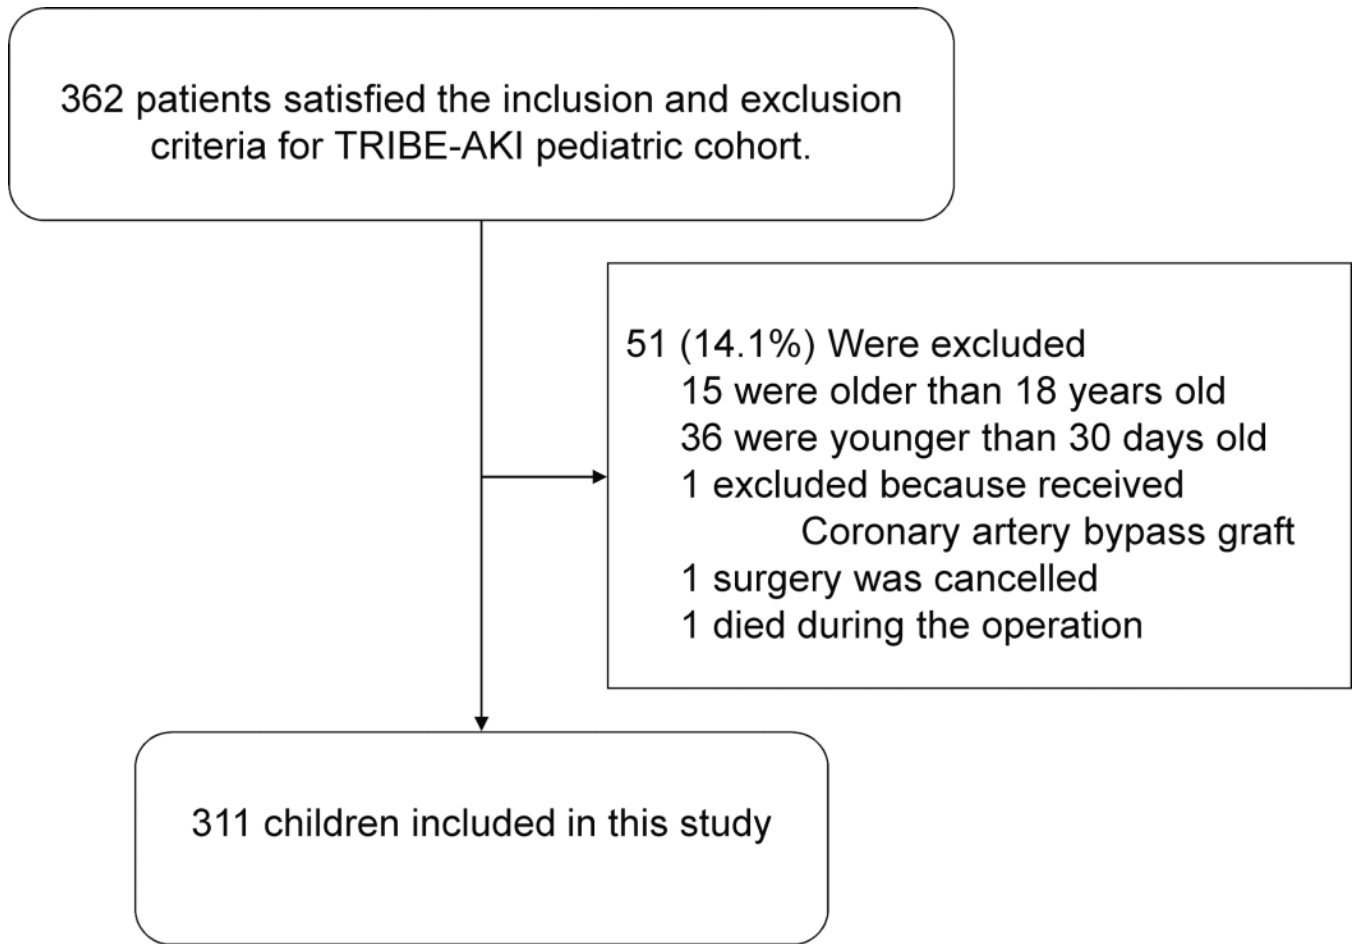 362 patients satisfied the inclusion and exclusion
criteria for TRIBE-AKI pediatric cohort.
51 (14.1%) Were excluded
15 were older than 18 years old
36 were younger than 30 days old
1 excluded because received
Coronary artery bypass graft
1 surgery was cancelled
1 died during the operation
311 children included in this study